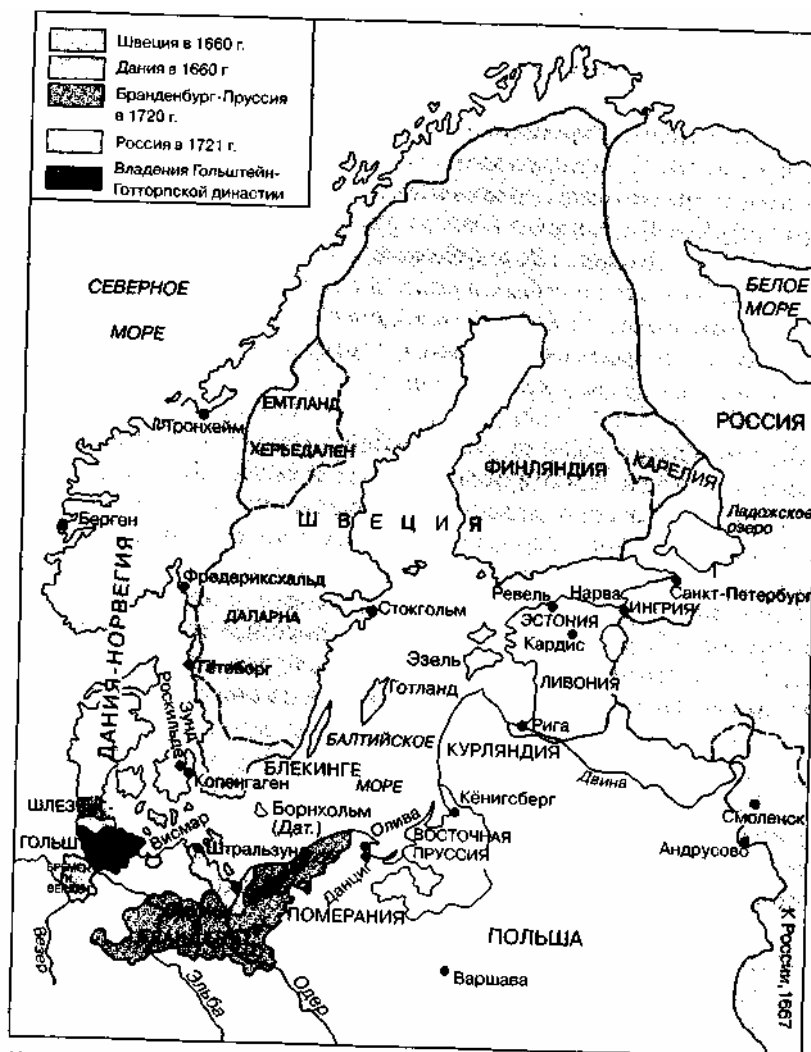 Швеция в 1660 г.
Дания в 1660 г
Бранденбург-Пруссия
в 1720 г.
Россия в 1721 г.
Владения Гольштейн-
Готторпской династии
СЕВЕРНОЕ
МОРЕ
БЕЛОЕ
МОРЕ
РОССИЯ
Тронхейм
ЕМТЛАНД
ХЕРЬЕДАЛЕН
ФИНЛЯНДИЯ
КАРЕЛИЯ
Ладожское
озеро
Берген
ШВЕЦИЯ
ДАНИЯ-НОРВЕГИЯ
Фредериксхальд
ДАЛАРНА
Стокгольм
Ревель
Нарва
Санкт-Петербург
ИНГРИЯ
ЭСТОНИЯ
Кардис
Гётеборг
Эзель
Готланд
ЛИВОНИЯ
Роскильде
Зунд
Рига
БАЛТИЙСКОЕ
МОРЕ
КУРЛЯНДИЯ
Двина
БЛЕКИНГЕ
Копенгаген
Борнхольм
(Дат.)
Кёнигсберг
Смоленск
Андрусово
ШЛЕЗ
ГОЛЬШ
Висмар
Штральзунд
Олива
Данциг
ВОСТОЧНАЯ
ПРУССИЯ
ПОМЕРАНИЯ
ПОЛЬША
Варшава
Везер
Эльба
Одер
К России, 1667